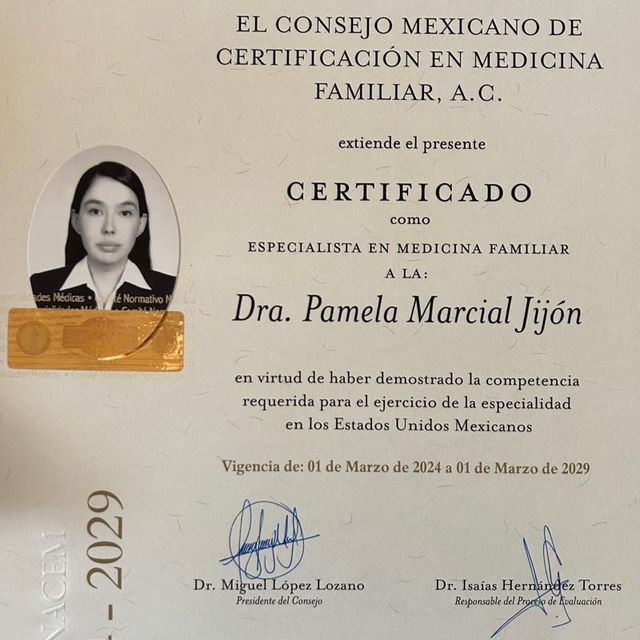 EL CONSEJO MEXICANO DE
CERTIFICACIÓN EN MEDICINA
FAMILIAR, A.C.
extiende el presente
CERTIFICADO
como
ESPECIALISTA EN MEDICINA FAMILIAR
A LA:
Dra. Pamela Marcial Jijón
en virtud de haber demostrado la competencia
requerida para el ejercicio de la especialidad
en los Estados Unidos Mexicanos
Vigencia de: 01 de Marzo de 2024 a 01 de Marzo de 2029
Dr. Miguel López Lozano
Presidente del Consejo
Dr. Isaías Hernández Torres
Responsable del Proceso de Evaluación
Médicas • 
Normativo
NACEM
- 2029